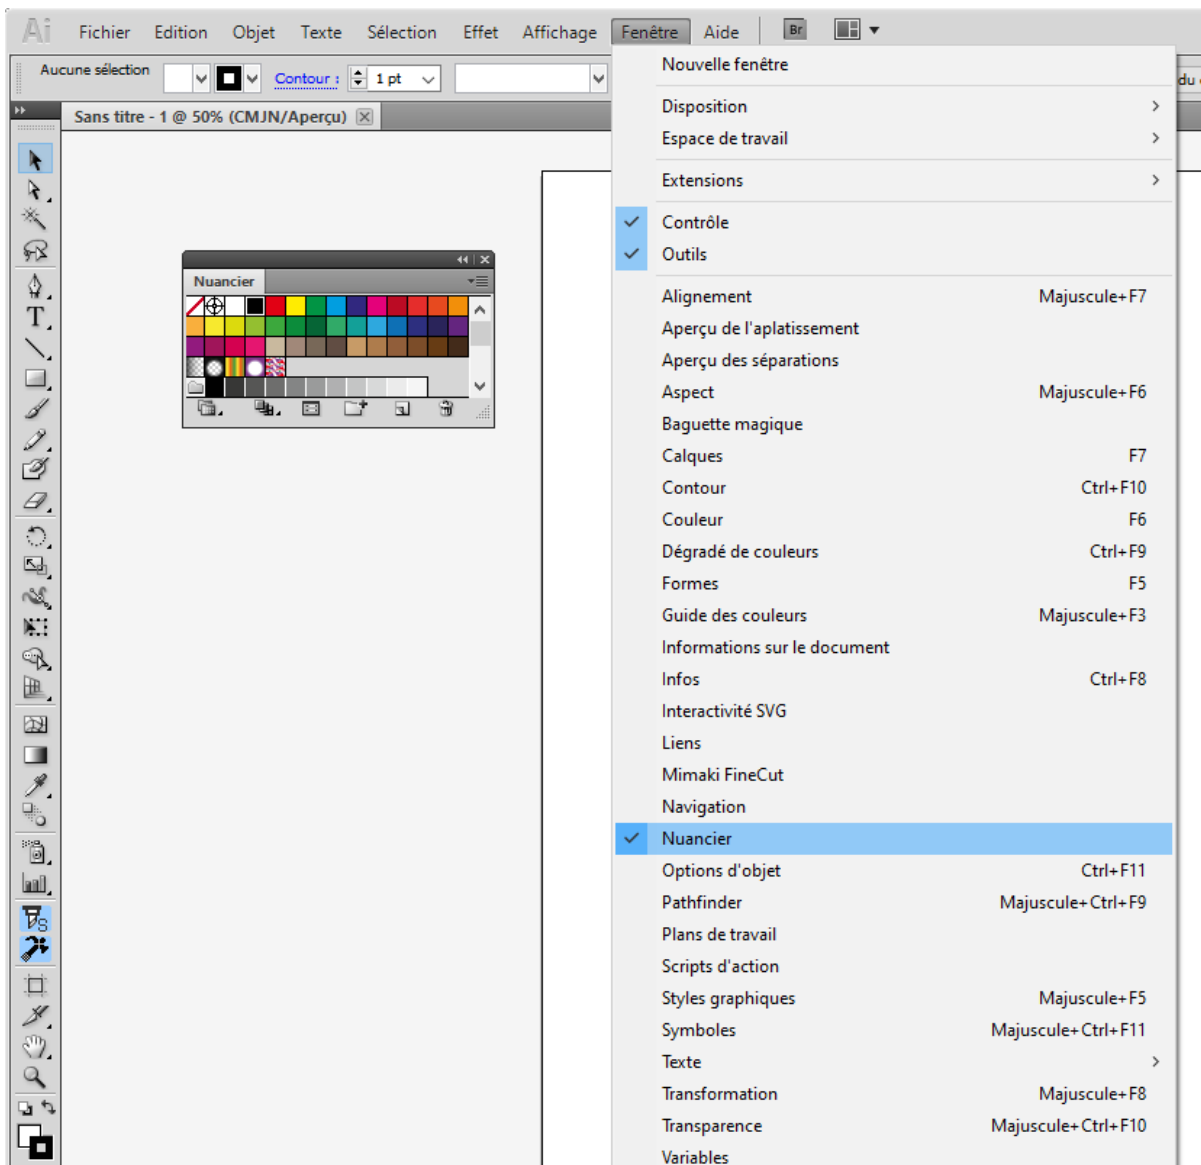 Ai Fichier Edition Objet Texte Sélection Effet Affichage Fenêtre Aide Br
Aucune sélection Contour : 1 pt du
Sans titre - 1 @ 50% (CMJN/Aperçu)
Nuancier
Nouvelle fenêtre
Disposition
Espace de travail
Extensions
Contrôle
Outils
Alignement Majuscule+F7
Aperçu de l'aplatissement
Aperçu des séparations
Aspect Majuscule+F6
Baguette magique
Calques F7
Contour Ctrl+F10
Couleur F6
Dégradé de couleurs Ctrl+F9
Formes F5
Guide des couleurs Majuscule+F3
Informations sur le document
Infos Ctrl+F8
Interactivité SVG
Liens
Mimaki FineCut
Navigation
Nuancier
Options d'objet Ctrl+F11
Pathfinder Majuscule+Ctrl+F9
Plans de travail
Scripts d'action
Styles graphiques Majuscule+F5
Symboles Majuscule+Ctrl+F11
Texte
Transformation Majuscule+F8
Transparence Majuscule+Ctrl+F10
Variables